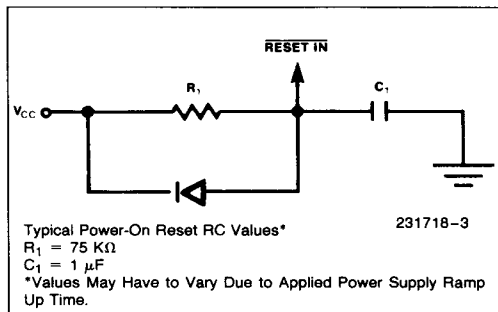 RESET IN
R₁
C₁
VCC
231718-3
Typical Power-On Reset RC Values*
R₁ = 75 KΩ
C₁ = 1 μF
*Values May Have to Vary Due to Applied Power Supply Ramp
Up Time.